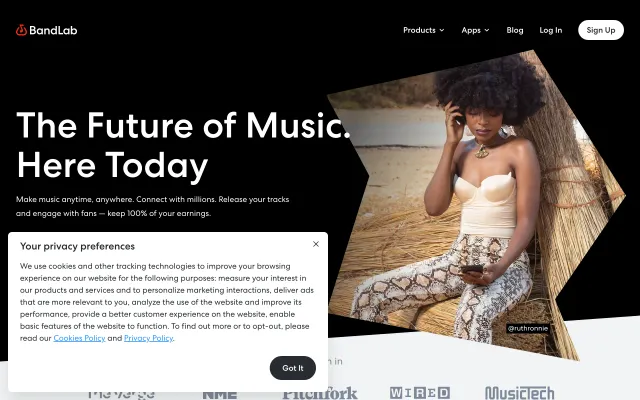 BandLab
Products
Apps
Blog
Log In
Sign Up
The Future of Music.
Here Today
Make music anytime, anywhere. Connect with millions. Release your tracks
and engage with fans — keep 100% of your earnings.
@ruthronnie
Your privacy preferences
We use cookies and other tracking technologies to improve your browsing
experience on our website for the following purposes: measure your interest in
our products and services and to personalize marketing interactions, deliver ads
that are more relevant to you, analyze the use of the website and improve its
performance, provide a better customer experience on the website, enable
basic features of the website to function. To find out more or to opt-out, please
read our Cookies Policy and Privacy Policy.
Got It
in
NME
Pitchfork
WIRED
MusicTech